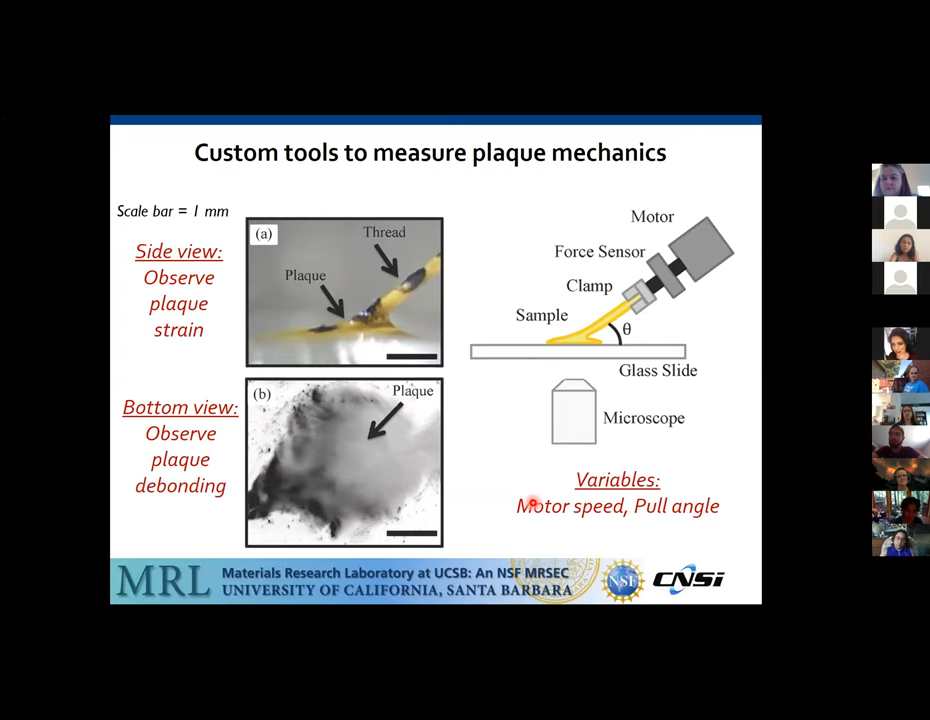 Custom tools to measure plaque mechanics
Scale bar = 1 mm
Side view:
Observe
plaque
strain
(a)
Thread
Plaque
Bottom view:
Observe
plaque
debonding
(b)
Plaque
Motor
Force Sensor
Clamp
Sample
θ
Glass Slide
Microscope
Variables:
Motor speed, Pull angle
MRL
Materials Research Laboratory at UCSB: An NSF MRSEC
UNIVERSITY OF CALIFORNIA, SANTA BARBARA
NSF
CNSi